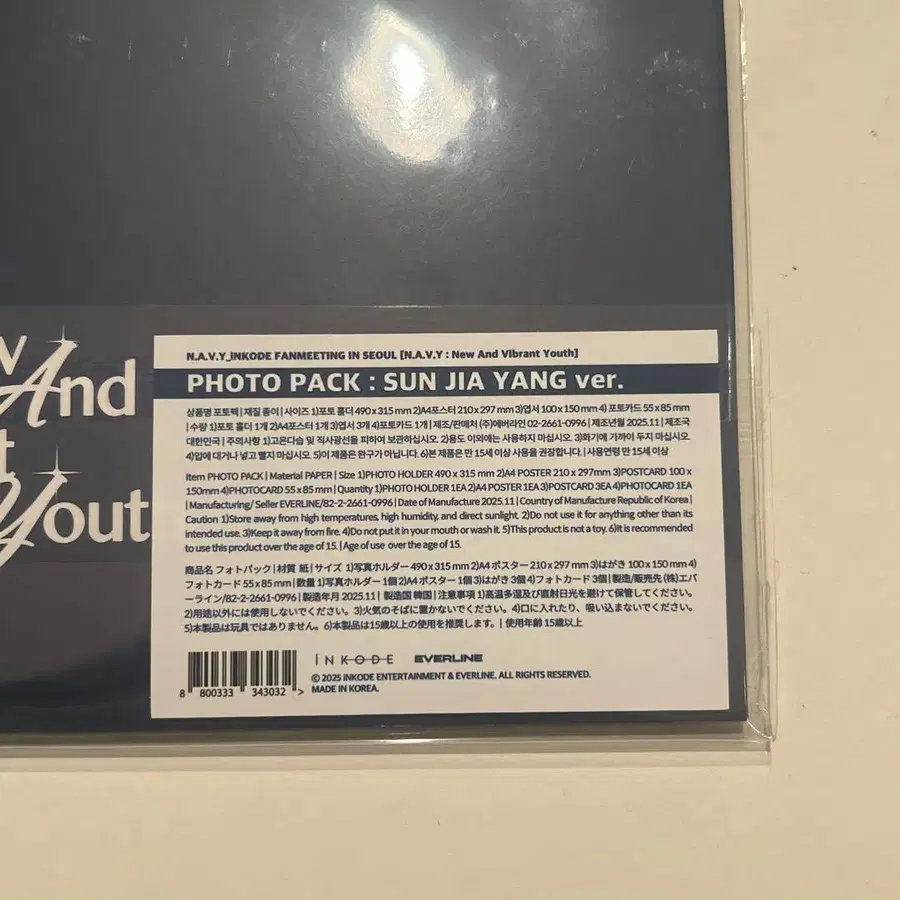 And
t
Yout
N.A.V.Y_iNKODE FANMEETING IN SEOUL [N.A.V.Y : New And Vibrant Youth]
PHOTO PACK : SUN JIA YANG ver.
상품명 포토팩 | 재질 종이 | 사이즈 1)포토 홀더 490 x 315 mm 2)A4포스터 210 x 297 mm 3)엽서 100 x 150 mm 4) 포토카드 55 x 85 mm
| 수량 1)포토 홀더 1개 2)A4포스터 1개 3)엽서 3개 4)포토카드 1개 | 제조/판매처 (주)에버라인 02-2661-0996 | 제조년월 2025.11 | 제조국
대한민국 | 주의사항 1)고온다습 및 직사광선을 피하여 보관하십시오. 2)용도 이외에는 사용하지 마십시오. 3)화기에 가까이 두지 마십시오.
4)입에 대거나 넣고 빨지 마십시오. 5)이 제품은 완구가 아닙니다. 6)본 제품은 만 15세 이상 사용을 권장합니다. | 사용연령 만 15세 이상
Item PHOTO PACK | Material PAPER | Size 1)PHOTO HOLDER 490 x 315 mm 2)A4 POSTER 210 x 297mm 3)POSTCARD 100 x
150mm 4)PHOTOCARD 55 x 85 mm | Quantity 1)PHOTO HOLDER 1EA 2)A4 POSTER 1EA 3)POSTCARD 3EA 4)PHOTOCARD 1EA
| Manufacturing/ Seller EVERLINE/82-2-2661-0996 | Date of Manufacture 2025.11 | Country of Manufacture Republic of Korea |
Caution 1)Store away from high temperatures, high humidity, and direct sunlight. 2)Do not use it for anything other than its
intended use. 3)Keep it away from fire. 4)Do not put it in your mouth or wash it. 5)This product is not a toy. 6)It is recommended
to use this product over the age of 15. | Age of use over the age of 15.
商品名 フォトパック | 材質 紙 | サイズ 1)写真ホルダー 490 x 315 mm 2)A4 ポスター 210 x 297 mm 3)はがき 100 x 150 mm 4)
フォトカード 55 x 85 mm | 数量 1)写真ホルダー 1個 2)A4 ポスター 1個 3)はがき 3個 4)フォトカード 3個 | 製造/販売先 (株)エバ
ーライン/82-2-2661-0996 | 製造年月 2025.11 | 製造国 韓国 | 注意事項 1)高温多湿及び直射日光を避けて保管してください。
2)用途以外には使用しないでください。 3)火気のそばに置かないでください。 4)口に入れたり、吸い込まないでください。
5)本製品は玩具ではありません。 6)本製品は15歳以上の使用を推奨します。 | 使用年齢 15歳以上
iNKODE EVERLINE
© 2025 iNKODE ENTERTAINMENT & EVERLINE. ALL RIGHTS RESERVED.
MADE IN KOREA.
8 800333 343032 >